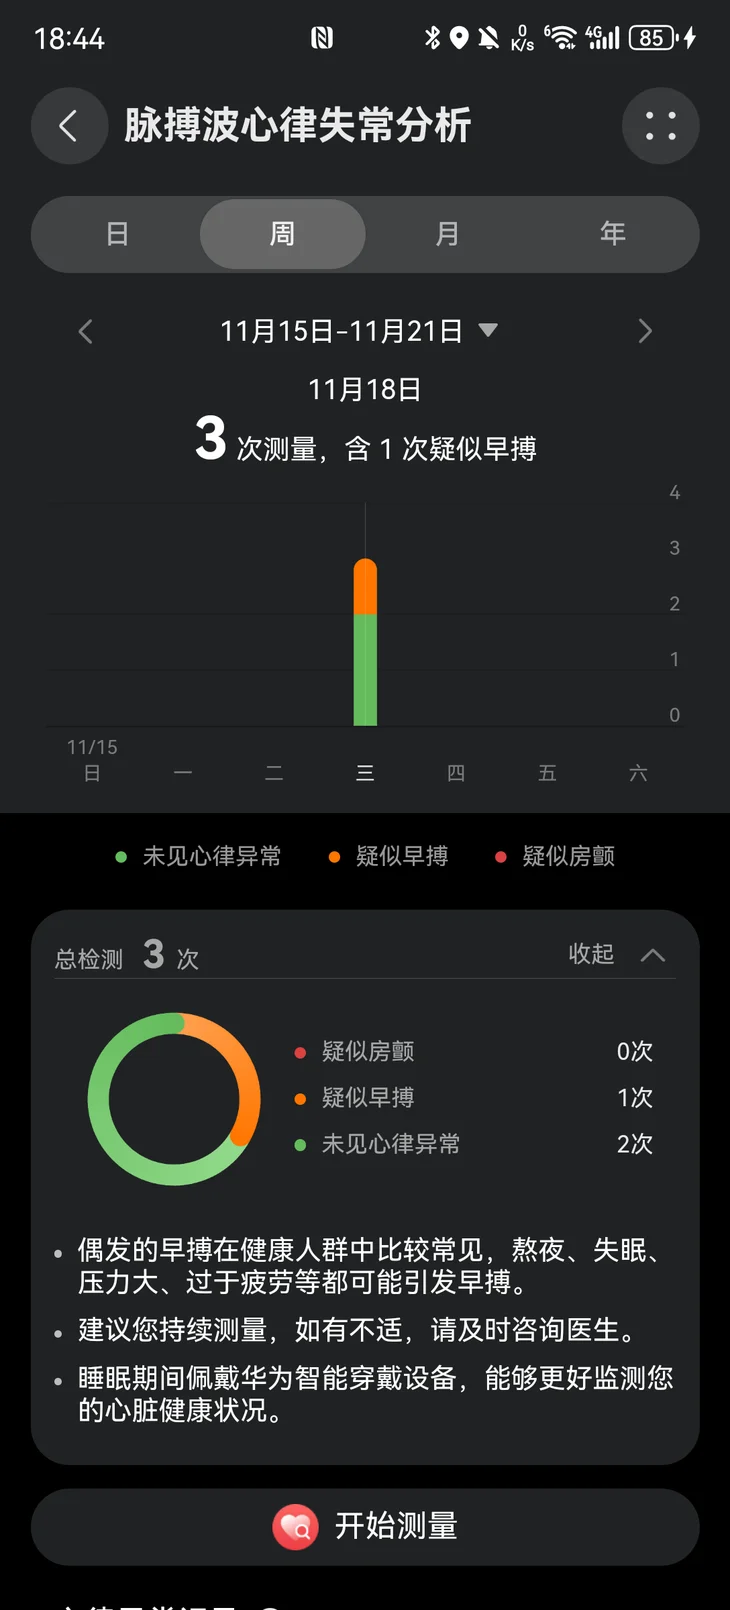 18:44
0 K/s 6 4G 85
脉搏波心律失常分析
日 周 月 年
11月15日-11月21日
11月18日
3 次测量，含 1 次疑似早搏
4
3
2
1
0
11/15
日 一 二 三 四 五 六
未见心律异常 疑似早搏 疑似房颤
总检测 3 次 收起
疑似房颤 0次
疑似早搏 1次
未见心律异常 2次
偶发的早搏在健康人群中比较常见，熬夜、失眠、
压力大、过于疲劳等都可能引发早搏。
建议您持续测量，如有不适，请及时咨询医生。
睡眠期间佩戴华为智能穿戴设备，能够更好监测您
的心脏健康状况。
开始测量